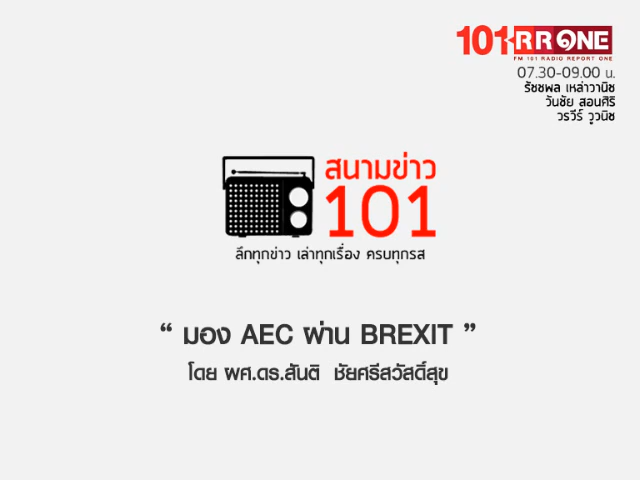 101 RR ONE
FM 101 RADIO REPORT ONE
07.30-09.00 น.
รัชชพล เหล่าวานิช
วันชัย สอนศิริ
วรวีร์ วูวนิช
สนามข่าว
101
ลึกทุกข่าว เล่าทุกเรื่อง ครบทุกรส
“ มอง AEC ผ่าน BREXIT ”
โดย ผศ.ดร.สันติ ชัยศรีสวัสดิ์สุข